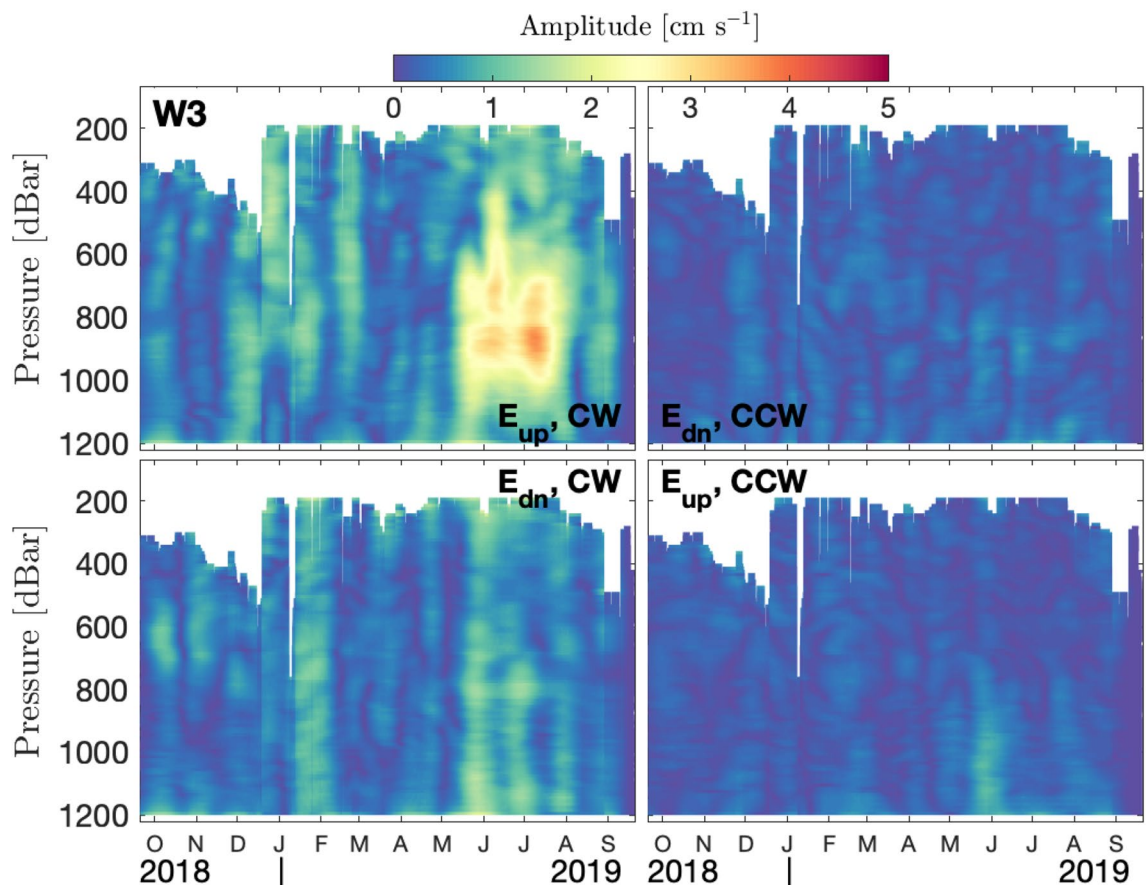 Amplitude [cm s⁻¹]
0 1 2 3 4 5
W3
Pressure [dBar]
200
400
600
800
1000
1200
E_up, CW
E_dn, CCW
E_dn, CW
E_up, CCW
Pressure [dBar]
200
400
600
800
1000
1200
O N D J F M A M J J A S
O N D J F M A M J J A S
2018 | 2019
2018 | 2019